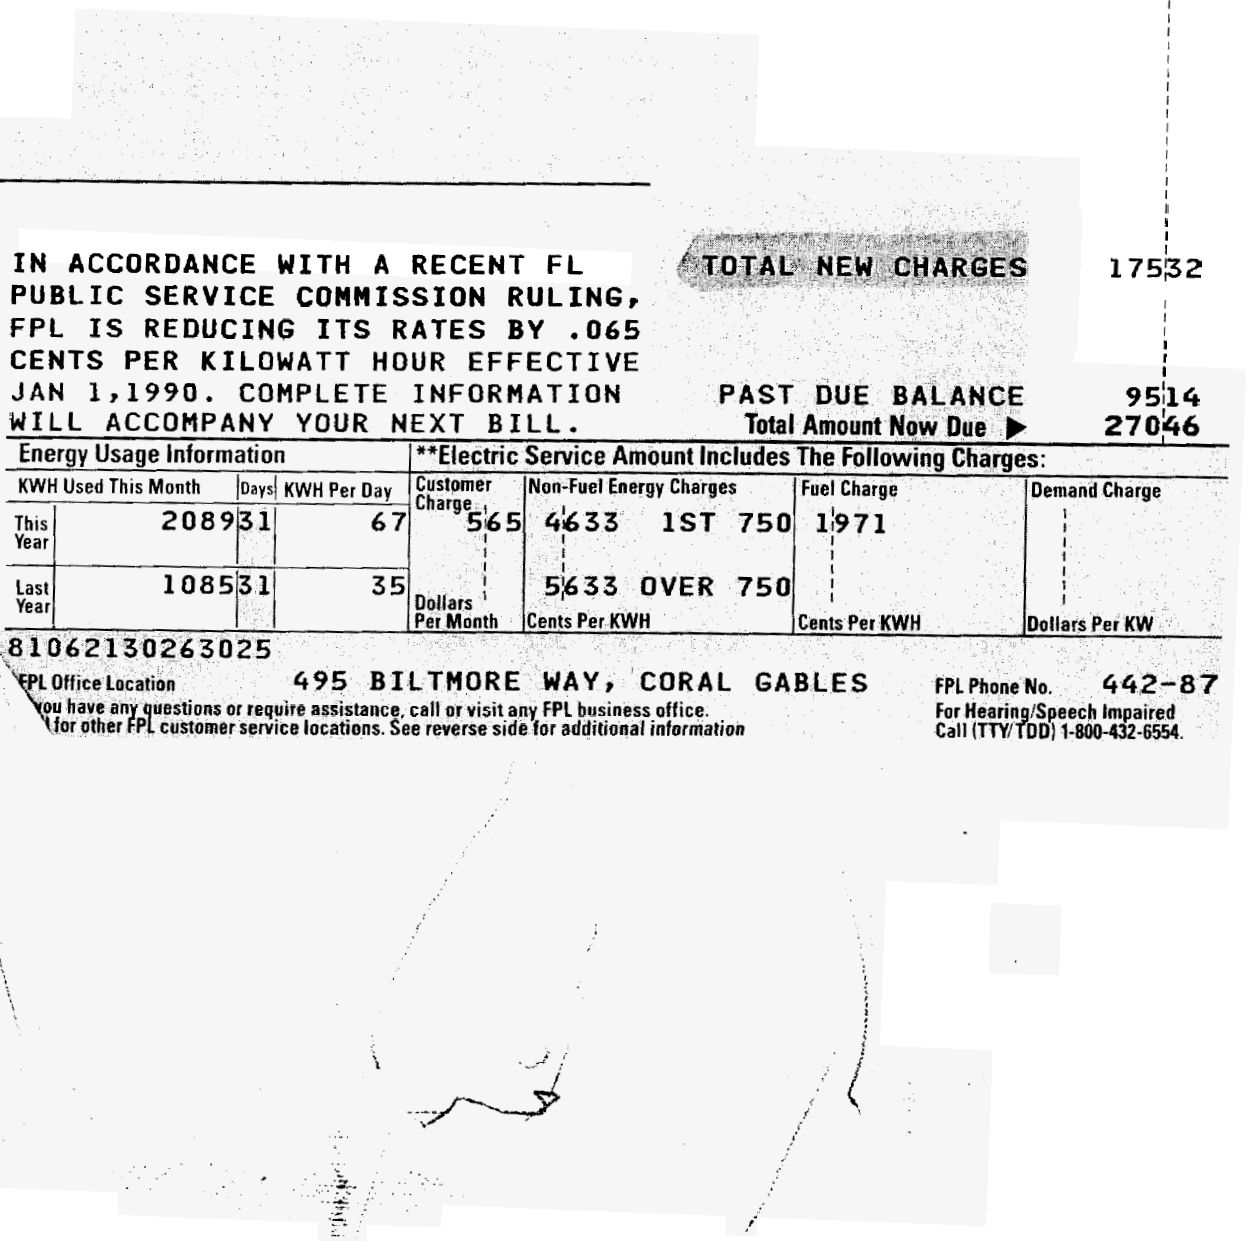 IN ACCORDANCE WITH A RECENT FL
PUBLIC SERVICE COMMISSION RULING,
FPL IS REDUCING ITS RATES BY .065
CENTS PER KILOWATT HOUR EFFECTIVE
JAN 1,1990. COMPLETE INFORMATION
WILL ACCOMPANY YOUR NEXT BILL.
TOTAL NEW CHARGES 17532
PAST DUE BALANCE 9514
Total Amount Now Due ▶ 27046
Energy Usage Information
KWH Used This Month Days KWH Per Day
This Year 2089 31 67
Last Year 1085 31 35
**Electric Service Amount Includes The Following Charges:
Customer Charge Non-Fuel Energy Charges Fuel Charge Demand Charge
565 4633 1ST 750 1971
5633 OVER 750
Dollars Per Month Cents Per KWH Cents Per KWH Dollars Per KW
81062130263025
FPL Office Location 495 BILTMORE WAY, CORAL GABLES FPL Phone No. 442-87
you have any questions or require assistance, call or visit any FPL business office.
for other FPL customer service locations. See reverse side for additional information
For Hearing/Speech Impaired
Call (TTY/TDD) 1-800-432-6554.